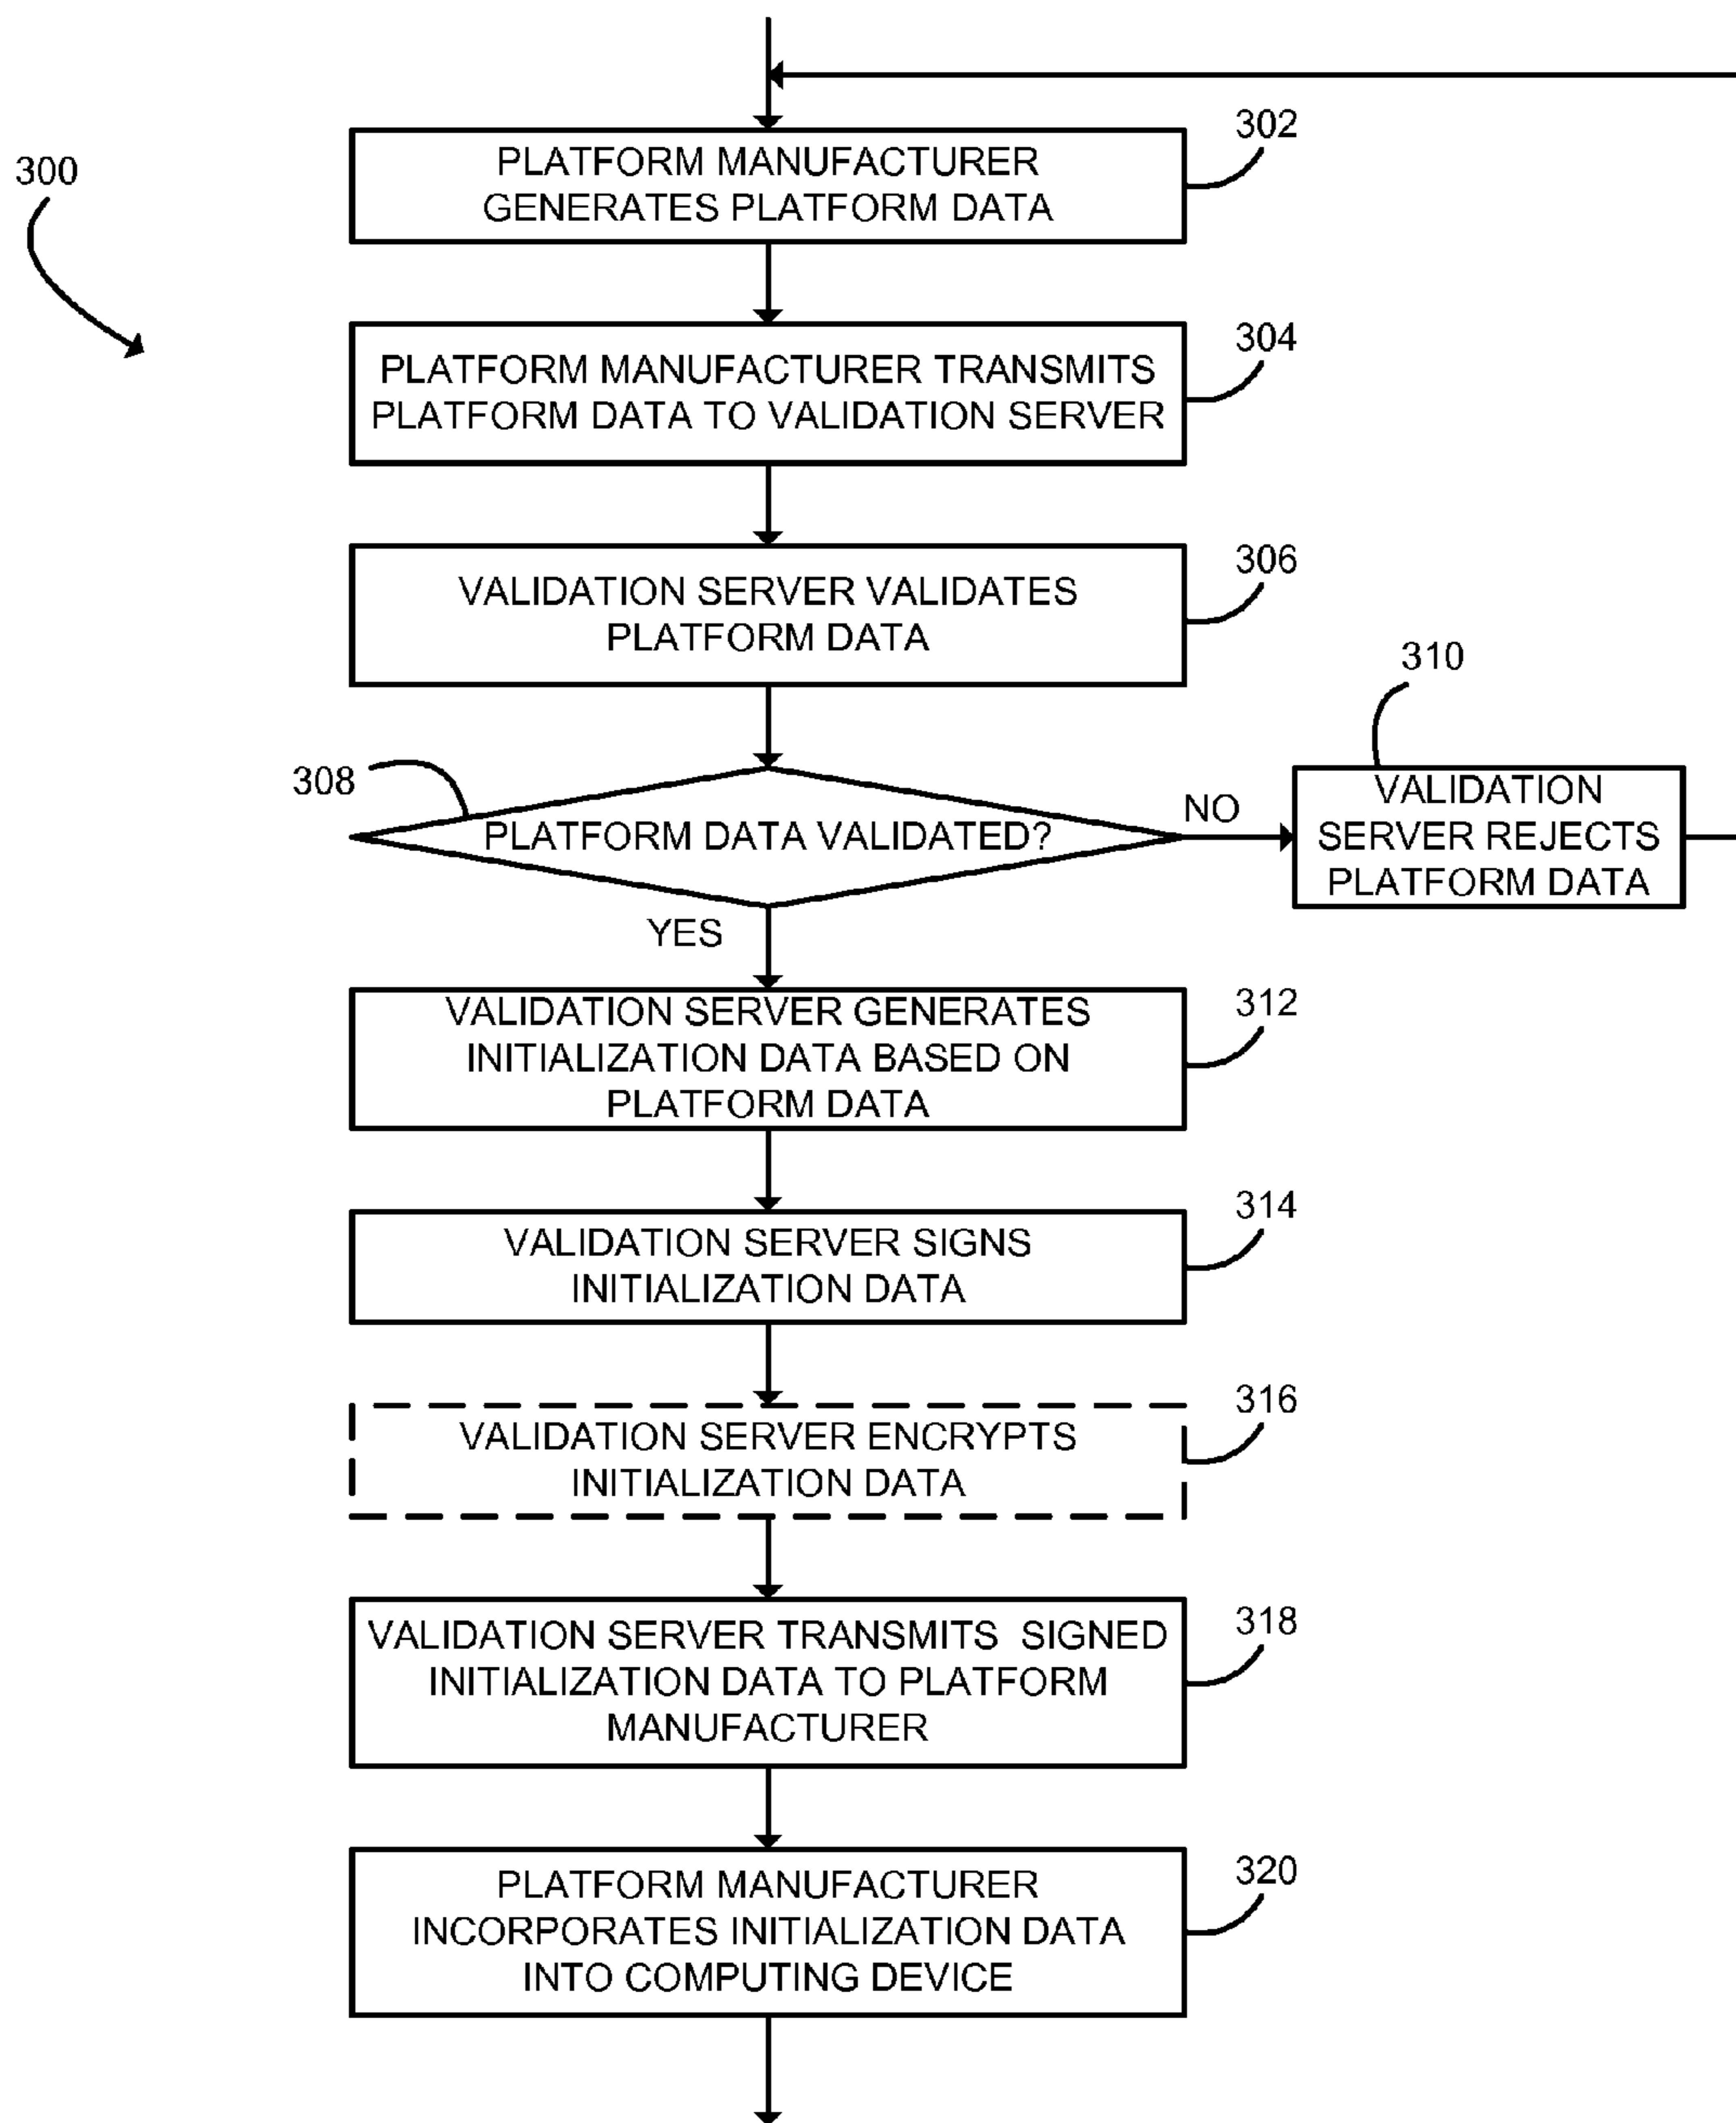 300
302
PLATFORM MANUFACTURER
GENERATES PLATFORM DATA
304
PLATFORM MANUFACTURER TRANSMITS
PLATFORM DATA TO VALIDATION SERVER
306
VALIDATION SERVER VALIDATES
PLATFORM DATA
308
PLATFORM DATA VALIDATED?
NO
310
VALIDATION
SERVER REJECTS
PLATFORM DATA
YES
312
VALIDATION SERVER GENERATES
INITIALIZATION DATA BASED ON
PLATFORM DATA
314
VALIDATION SERVER SIGNS
INITIALIZATION DATA
316
VALIDATION SERVER ENCRYPTS
INITIALIZATION DATA
318
VALIDATION SERVER TRANSMITS SIGNED
INITIALIZATION DATA TO PLATFORM
MANUFACTURER
320
PLATFORM MANUFACTURER
INCORPORATES INITIALIZATION DATA
INTO COMPUTING DEVICE